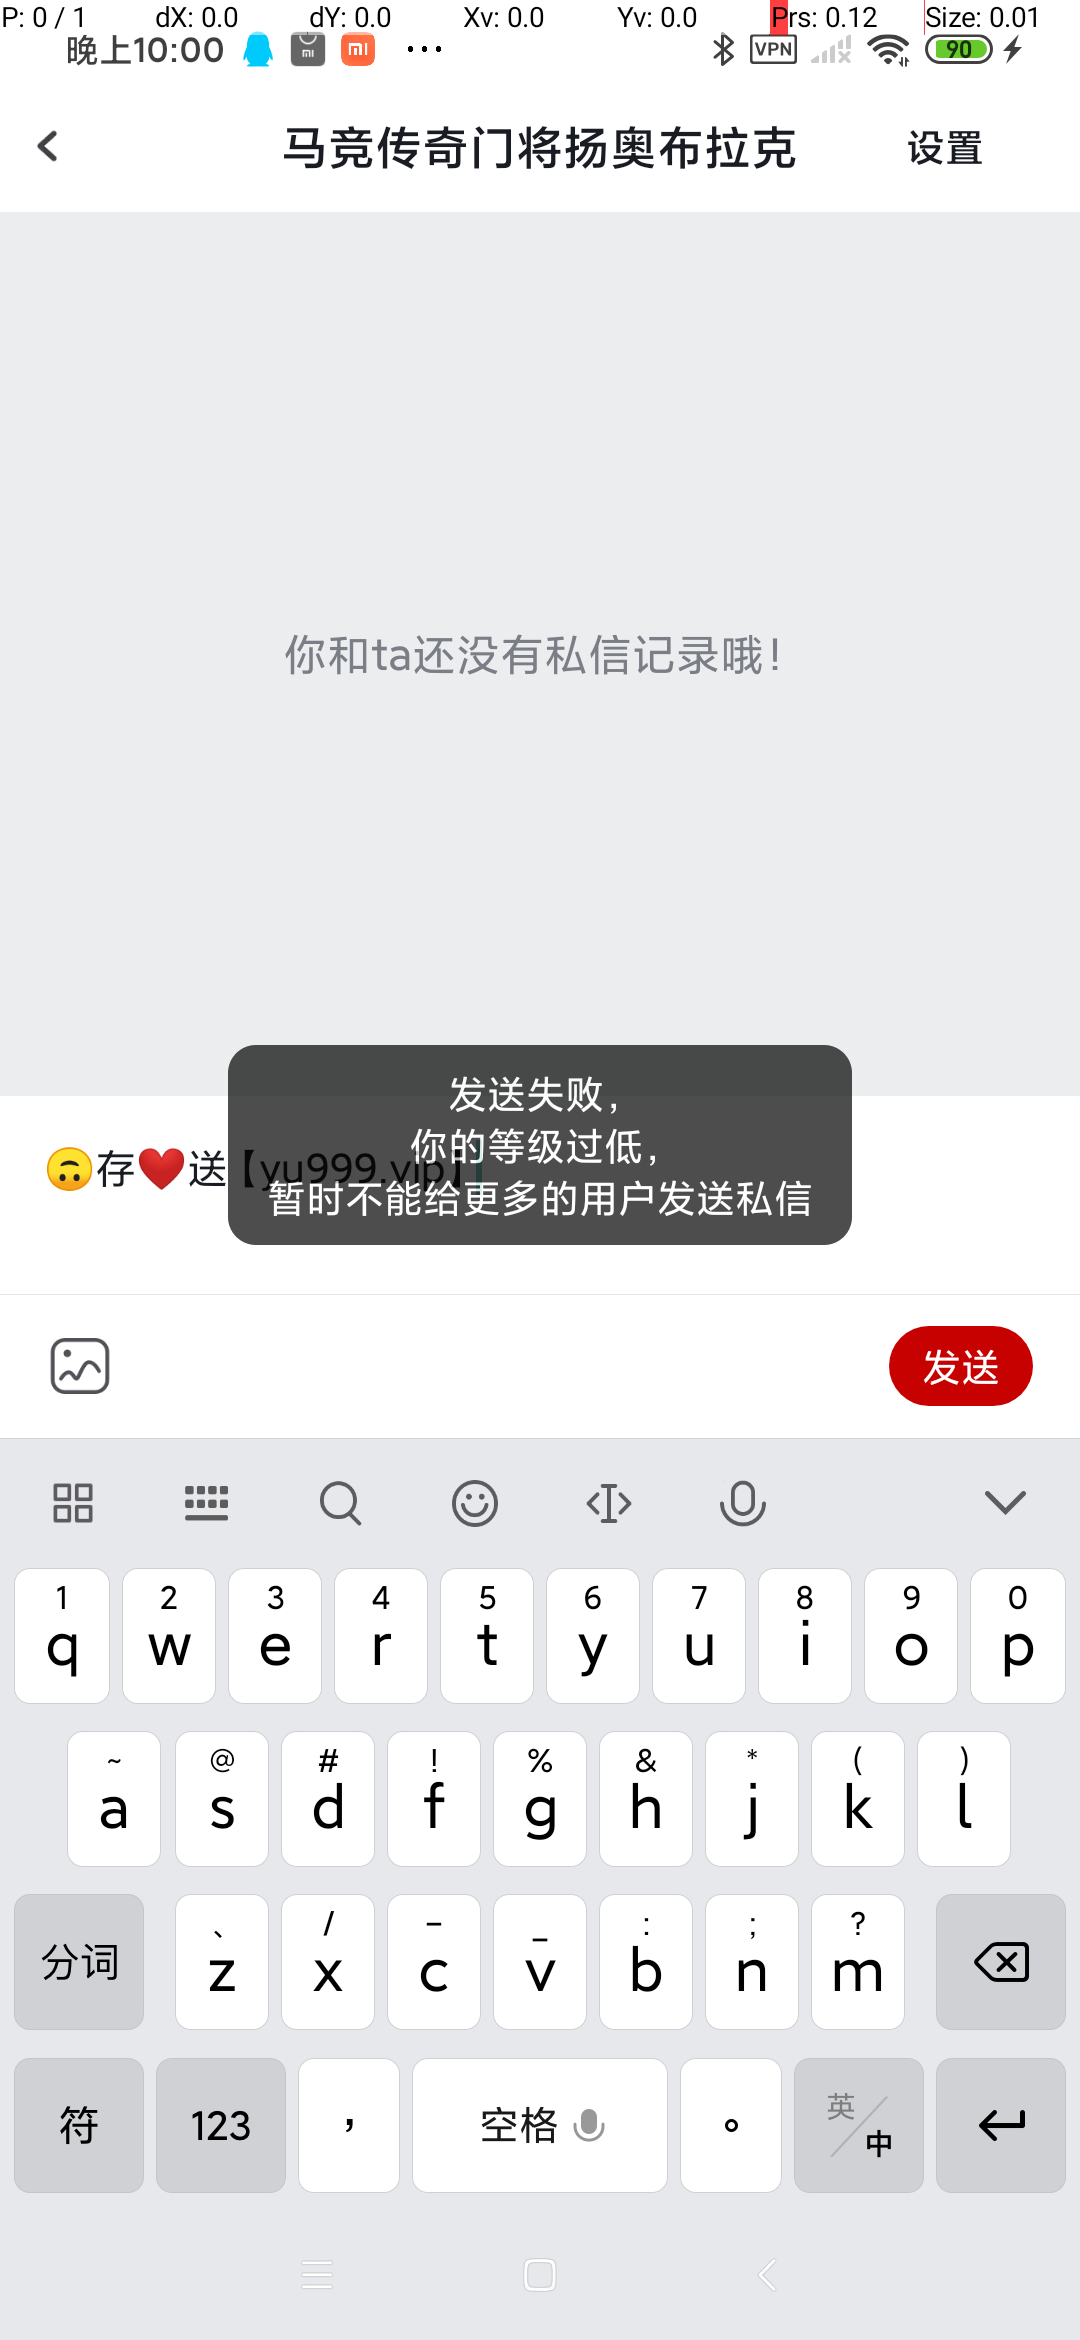 P: 0 / 1 dX: 0.0 dY: 0.0 Xv: 0.0 Yv: 0.0 Prs: 0.12 Size: 0.01
晚上10:00 mi mi ... VPN 90
马竞传奇门将扬奥布拉克 设置
你和ta还没有私信记录哦!
发送失败,
你的等级过低,
暂时不能给更多的用户发送私信
🙃存❤️送【yu999.vip】
发送
1 2 3 4 5 6 7 8 9 0
q w e r t y u i o p
~ @ # ! % & * ( )
a s d f g h j k l
、 / – _ : ; ?
分词 z x c v b n m
符 123 , 空格 。 英/中